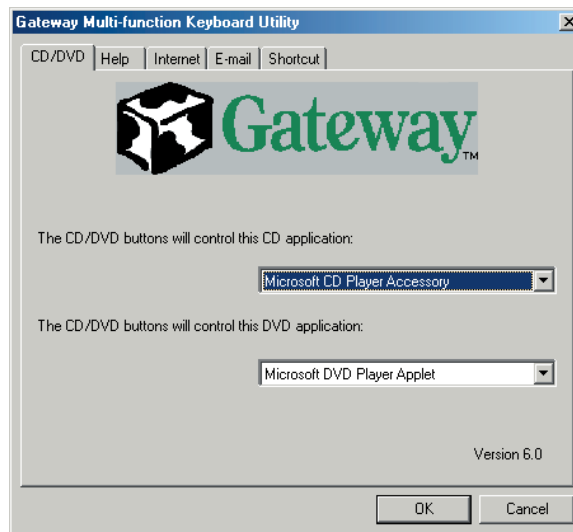 Gateway Multi-function Keyboard Utility
CD/DVD Help Internet E-mail Shortcut
Gateway™
The CD/DVD buttons will control this CD application:
Microsoft CD Player Accessory
The CD/DVD buttons will control this DVD application:
Microsoft DVD Player Applet
Version 6.0
OK Cancel